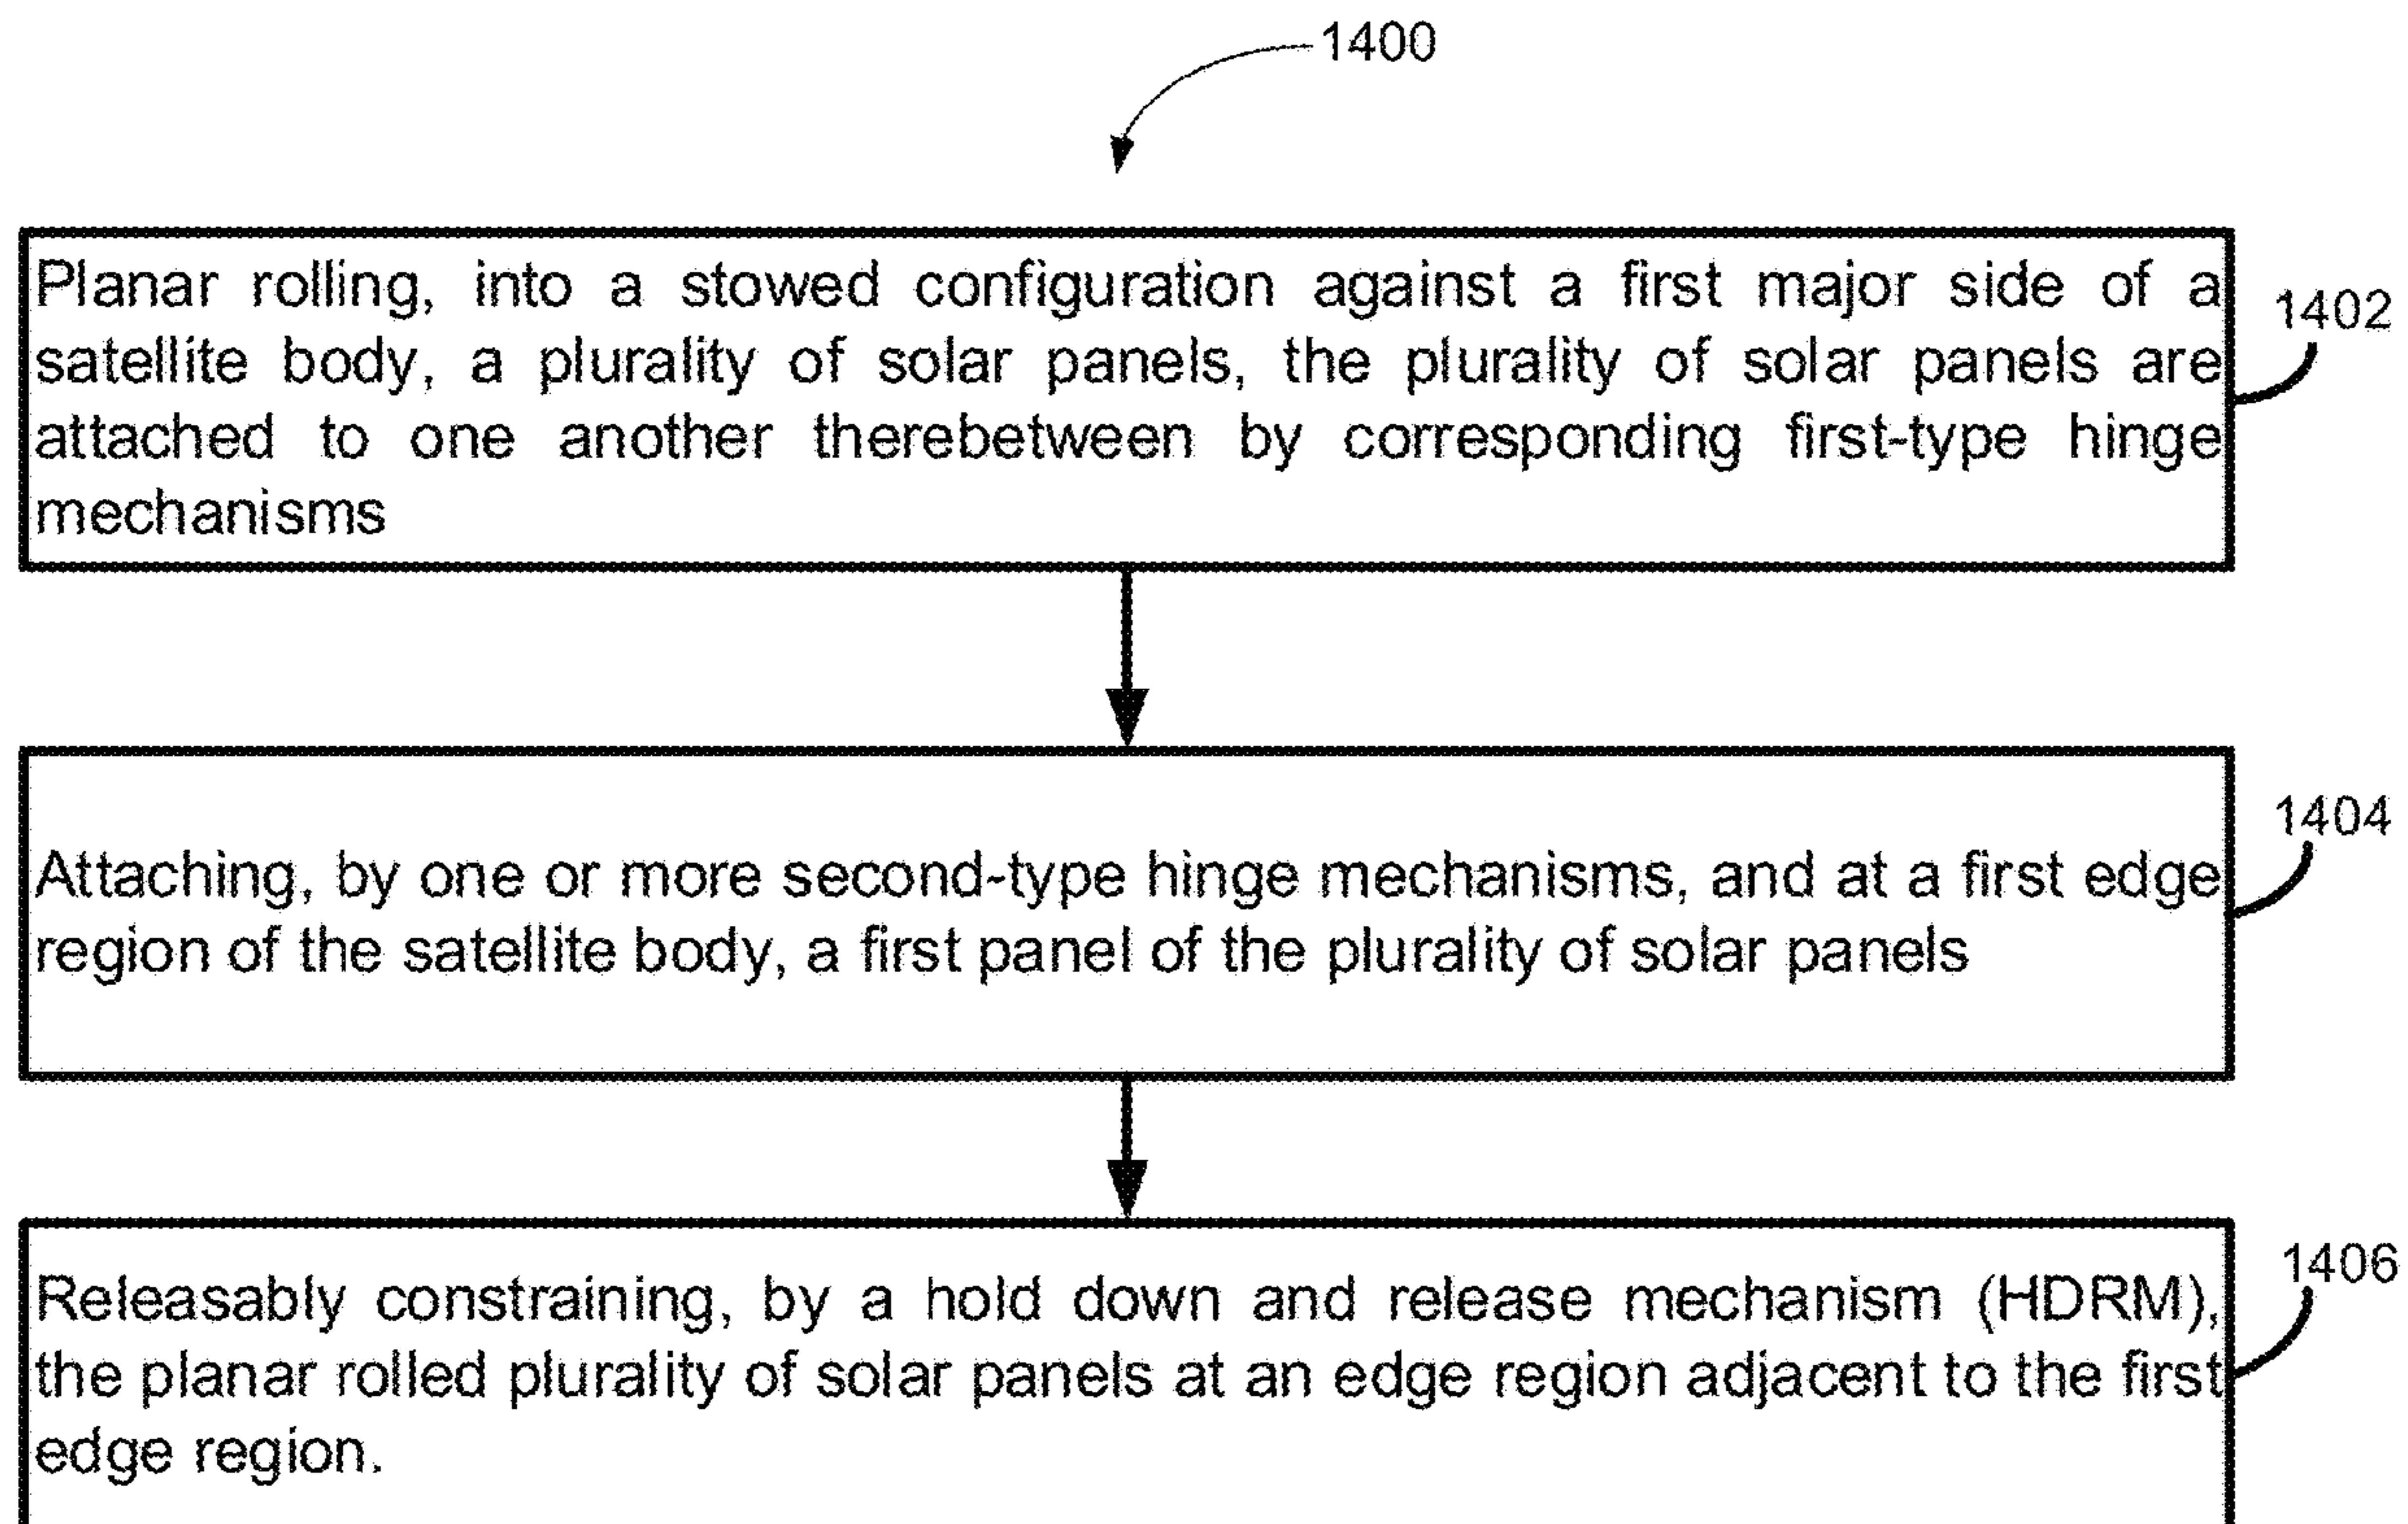 1400
Planar rolling, into a stowed configuration against a first major side of a
satellite body, a plurality of solar panels, the plurality of solar panels are
attached to one another therebetween by corresponding first-type hinge
mechanisms
1402
Attaching, by one or more second-type hinge mechanisms, and at a first edge
region of the satellite body, a first panel of the plurality of solar panels
1404
Releasably constraining, by a hold down and release mechanism (HDRM),
the planar rolled plurality of solar panels at an edge region adjacent to the first
edge region.
1406